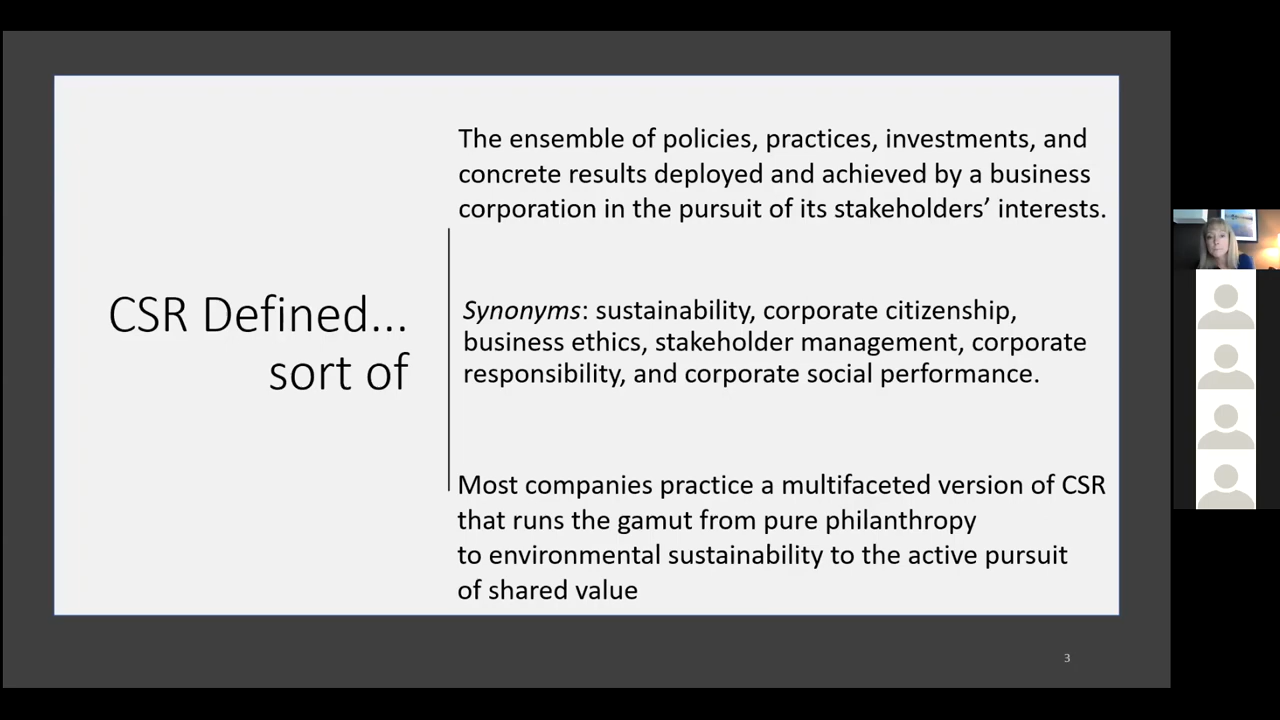 CSR Defined...
sort of
The ensemble of policies, practices, investments, and
concrete results deployed and achieved by a business
corporation in the pursuit of its stakeholders’ interests.
Synonyms: sustainability, corporate citizenship,
business ethics, stakeholder management, corporate
responsibility, and corporate social performance.
Most companies practice a multifaceted version of CSR
that runs the gamut from pure philanthropy
to environmental sustainability to the active pursuit
of shared value
3